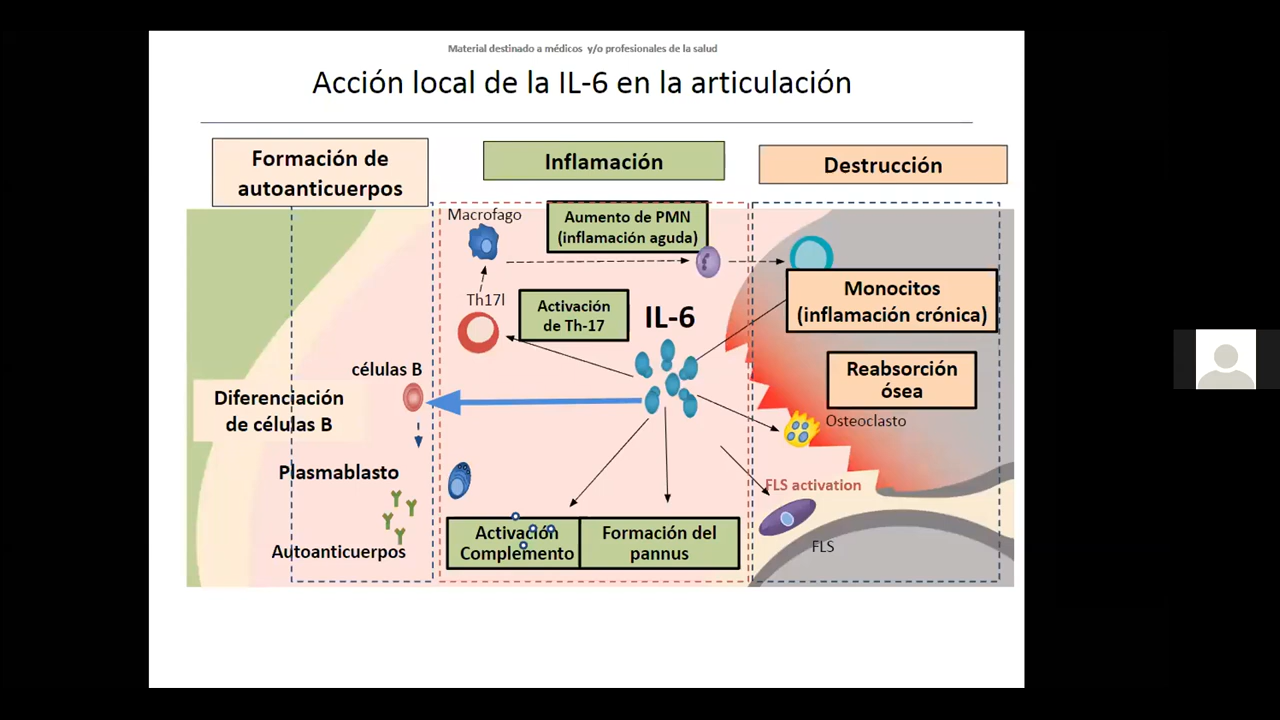 Material destinado a médicos y/o profesionales de la salud
Acción local de la IL-6 en la articulación
Formación de
autoanticuerpos
Inflamación
Destrucción
Macrofago
Aumento de PMN
(inflamación aguda)
Th17l
Activación
de Th-17
IL-6
Monocitos
(inflamación crónica)
células B
Diferenciación
de células B
Reabsorción
ósea
Osteoclasto
Plasmablasto
FLS activation
Autoanticuerpos
Activación
Complemento
Formación del
pannus
FLS